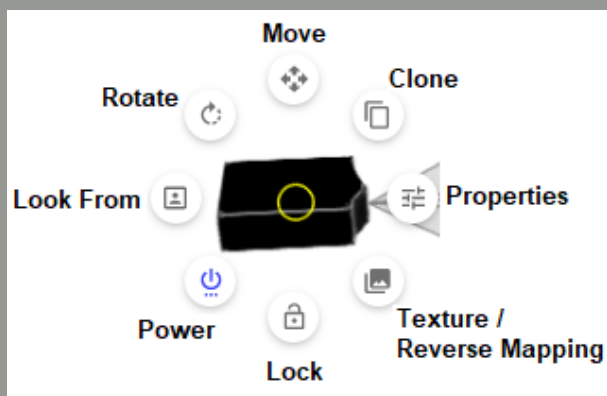 Move
Clone
Rotate
Look From
Properties
Power
Texture /
Reverse Mapping
Lock